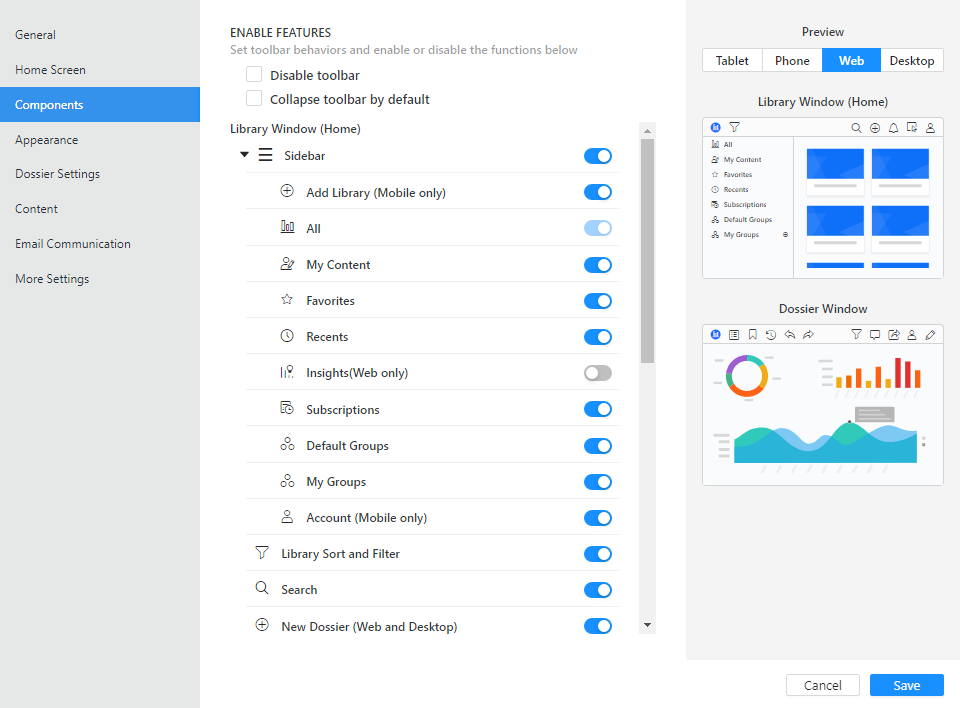 General
Home Screen
Components
Appearance
Dossier Settings
Content
Email Communication
More Settings
ENABLE FEATURES
Set toolbar behaviors and enable or disable the functions below
Disable toolbar
Collapse toolbar by default
Library Window (Home)
Sidebar
Add Library (Mobile only)
All
My Content
Favorites
Recents
Insights(Web only)
Subscriptions
Default Groups
My Groups
Account (Mobile only)
Library Sort and Filter
Search
New Dossier (Web and Desktop)
Preview
Tablet Phone Web Desktop
Library Window (Home)
All
My Content
Favorites
Recents
Subscriptions
Default Groups
My Groups
Dossier Window
Cancel Save